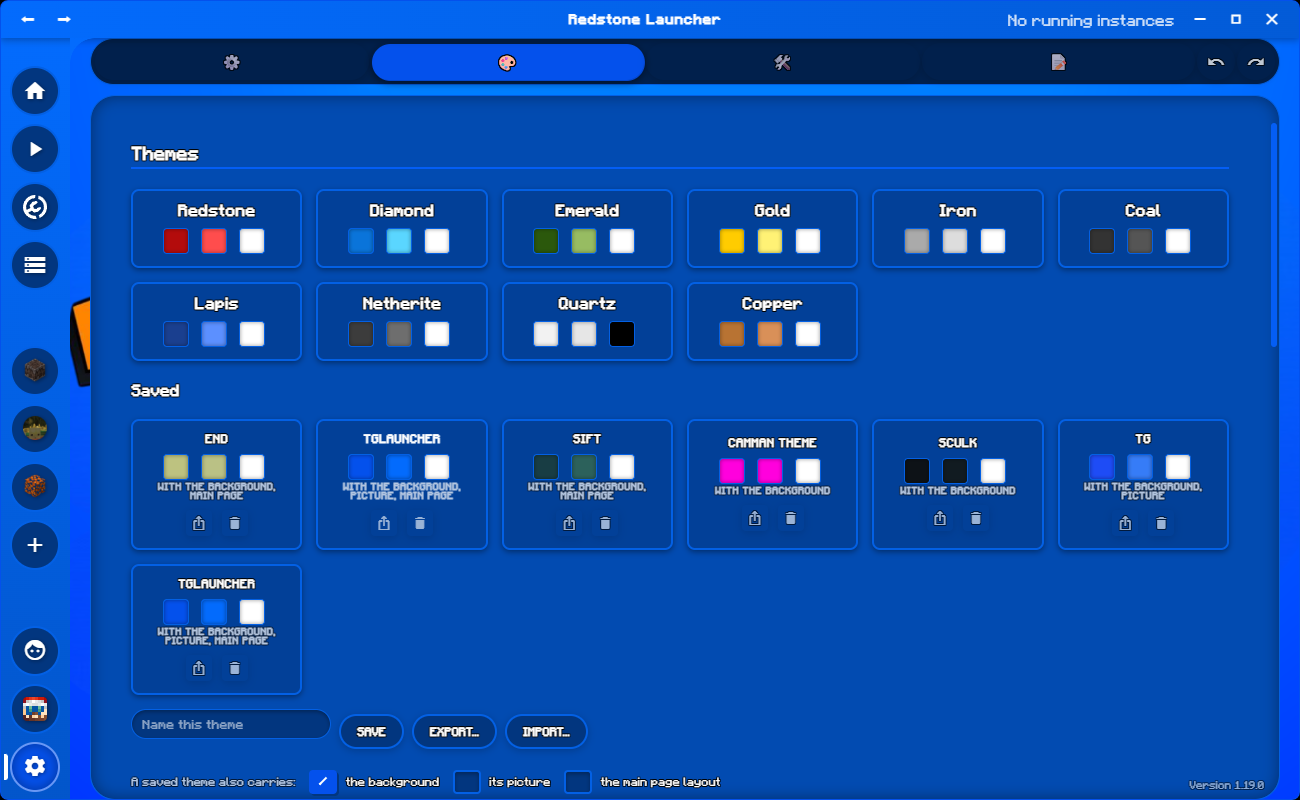 Redstone Launcher
No running instances
Themes
Redstone
Diamond
Emerald
Gold
Iron
Coal
Lapis
Netherite
Quartz
Copper
Saved
END
WITH THE BACKGROUND,
MAIN PAGE
TGLAUNCHER
WITH THE BACKGROUND,
PICTURE, MAIN PAGE
SIFT
WITH THE BACKGROUND,
MAIN PAGE
CAMMAN THEME
WITH THE BACKGROUND
SCULK
WITH THE BACKGROUND
TG
WITH THE BACKGROUND,
PICTURE
TGLAUNCHER
WITH THE BACKGROUND,
PICTURE, MAIN PAGE
Name this theme
SAVE
EXPORT...
IMPORT...
A saved theme also carries: the background its picture the main page layout
Version 1.19.0